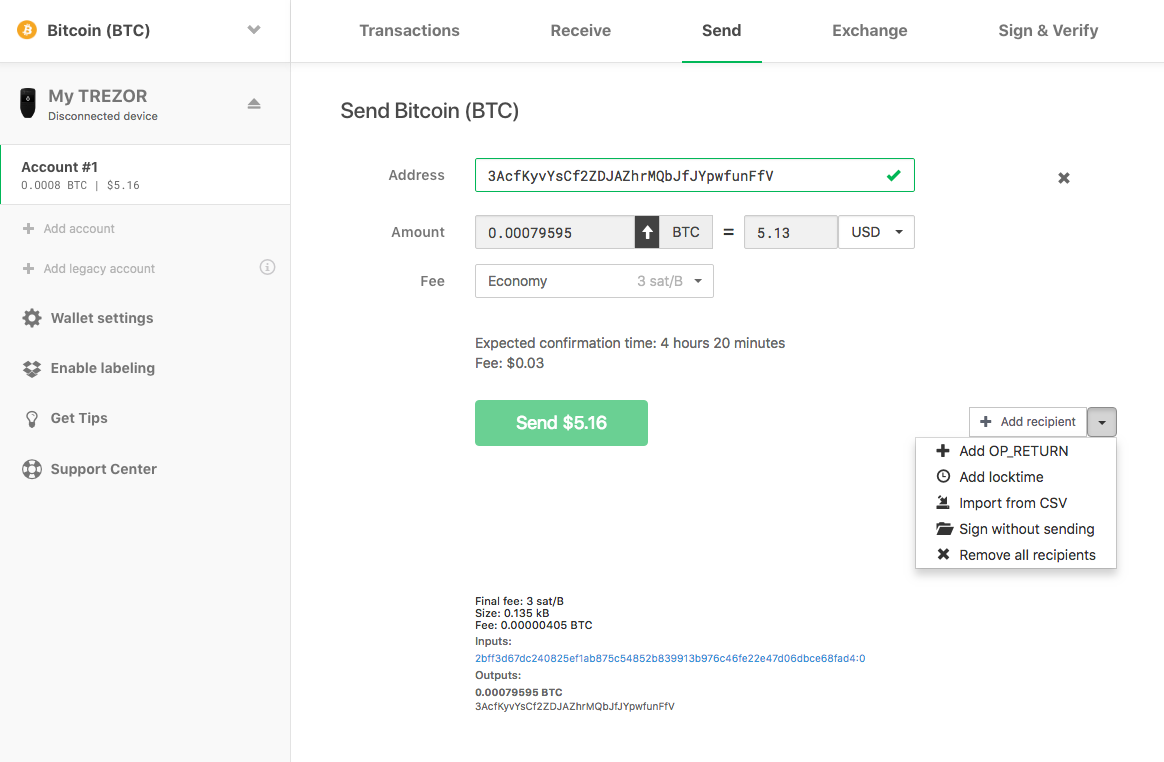 Bitcoin (BTC)
Transactions
Receive
Send
Exchange
Sign & Verify
My TREZOR
Disconnected device
Account #1
0.0008 BTC | $5.16
Add account
Add legacy account
Wallet settings
Enable labeling
Get Tips
Support Center
Send Bitcoin (BTC)
Address
3AcfKyvYsCf2ZDJAZhrMQbJfJYpwfunFfV
Amount
0.00079595
BTC
=
5.13
USD
Fee
Economy
3 sat/B
Expected confirmation time: 4 hours 20 minutes
Fee: $0.03
Send $5.16
Add recipient
Add OP_RETURN
Add locktime
Import from CSV
Sign without sending
Remove all recipients
Final fee: 3 sat/B
Size: 0.135 kB
Fee: 0.00000405 BTC
Inputs:
2bff3d67dc240825ef1ab875c54852b839913b976c46fe22e47d06dbce68fad4:0
Outputs:
0.00079595 BTC
3AcfKyvYsCf2ZDJAZhrMQbJfJYpwfunFfV